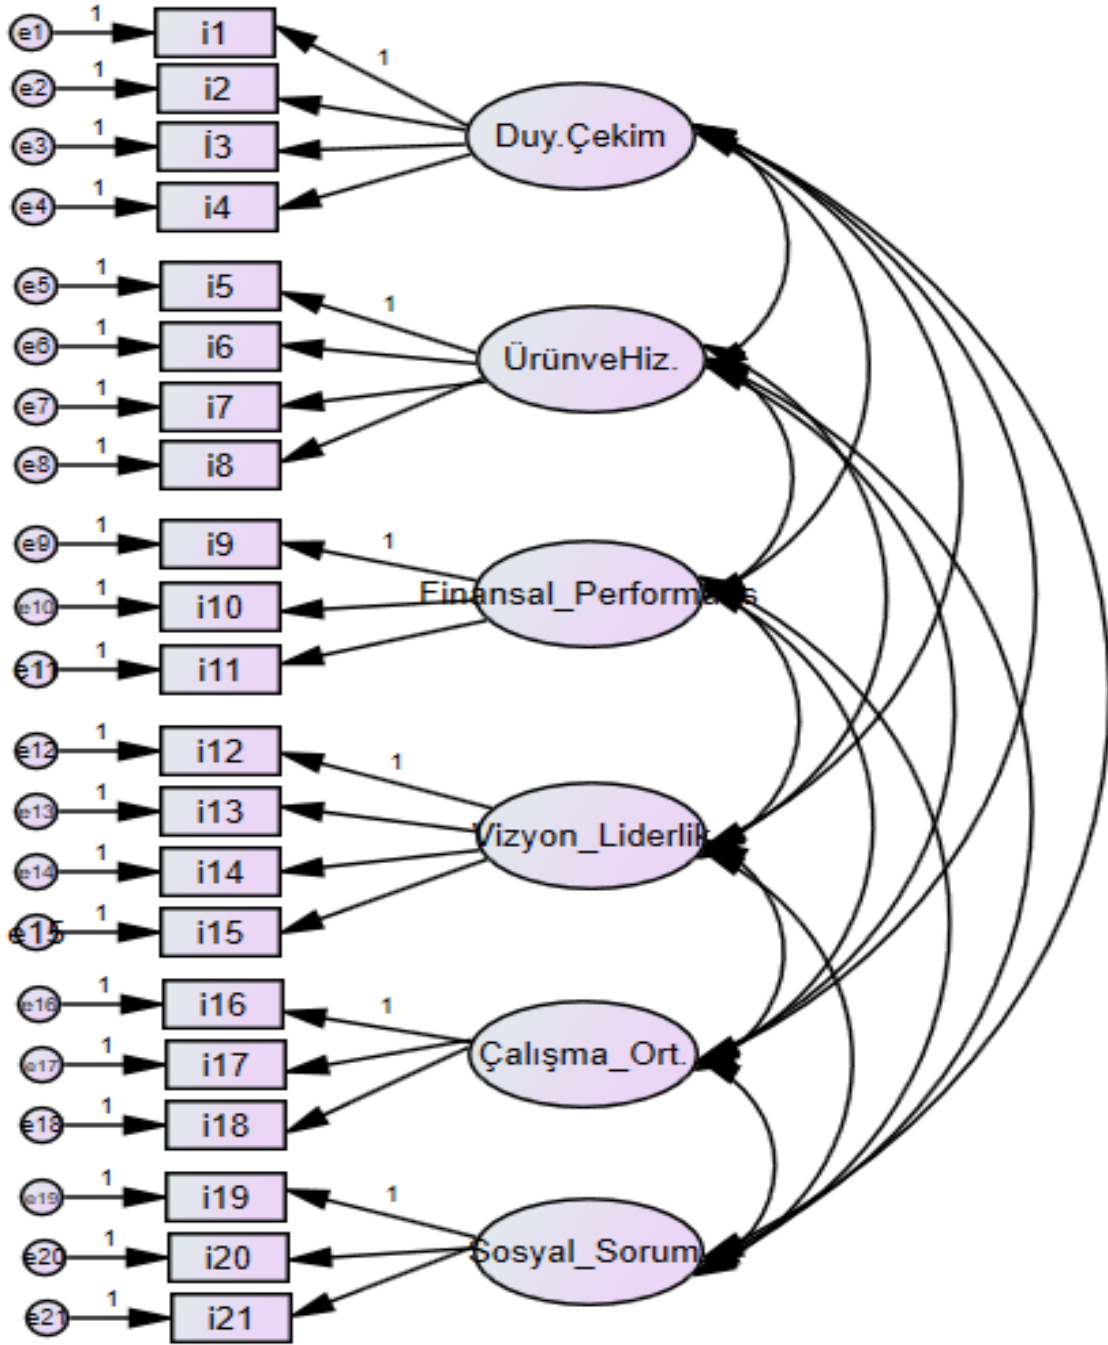 e1 1 i1 1
e2 1 i2
e3 1 İ3
e4 1 i4
Duy.Çekim
e5 1 i5 1
e6 1 i6
e7 1 i7
e8 1 i8
ÜrünveHiz.
e9 1 i9 1
e10 1 i10
e11 1 i11
Finansal_Performans
e12 1 i12 1
e13 1 i13
e14 1 i14
e15 1 i15
Vizyon_Liderlik
e16 1 i16 1
e17 1 i17
e18 1 i18
Çalışma_Ort.
e19 1 i19 1
e20 1 i20
e21 1 i21
Sosyal_Sorum.